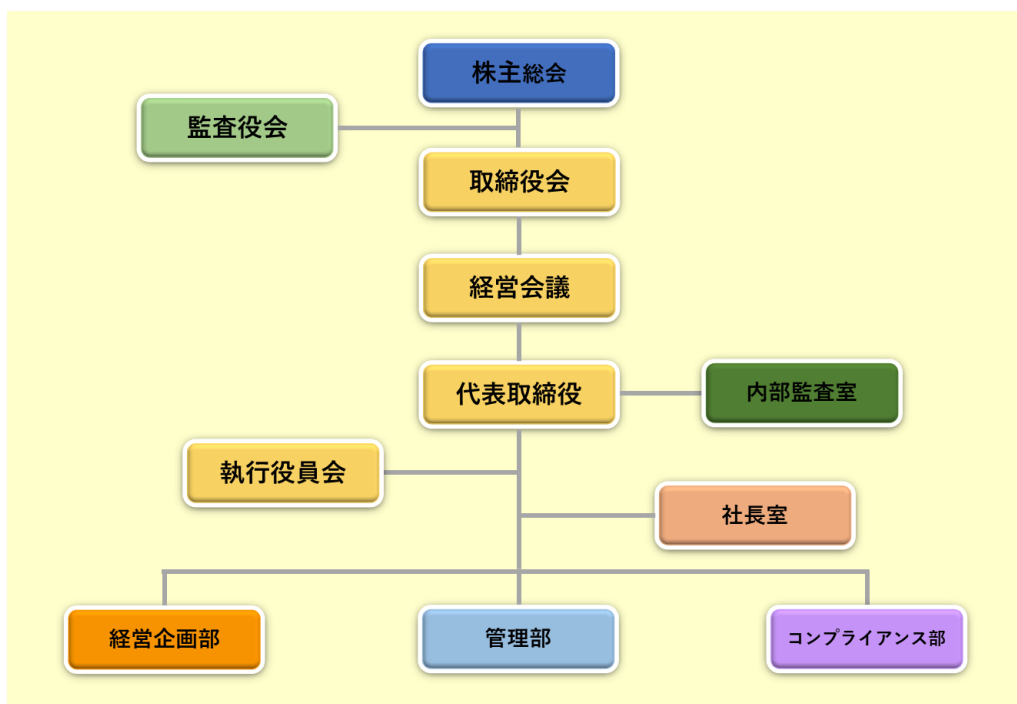 株主総会
監査役会
取締役会
経営会議
代表取締役
内部監査室
執行役員会
社長室
経営企画部
管理部
コンプライアンス部